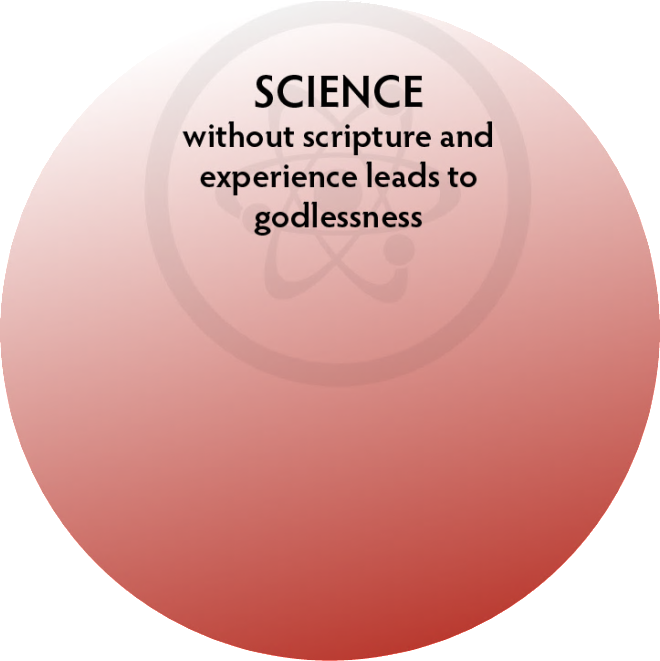 SCIENCE
without scripture and
experience leads to
godlessness